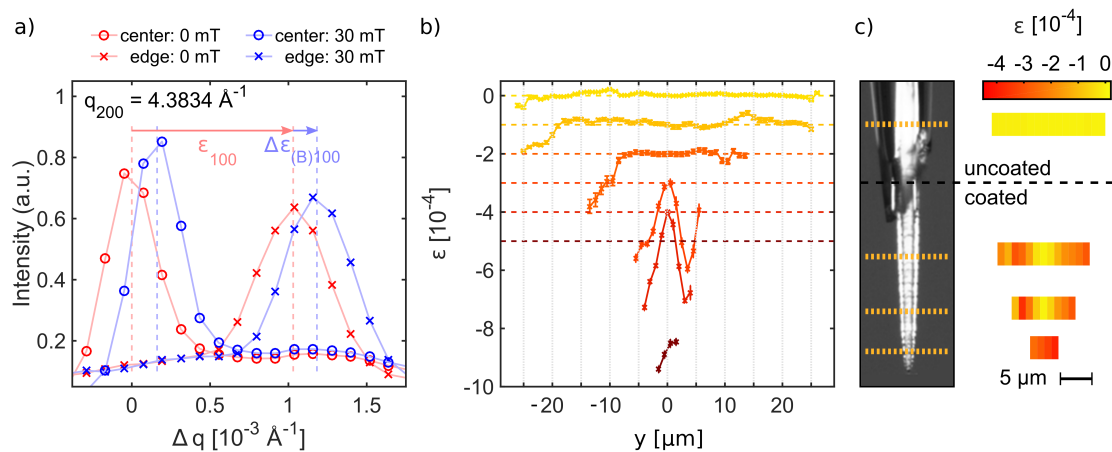 a)
center: 0 mT
center: 30 mT
edge: 0 mT
edge: 30 mT
q200 = 4.3834 Å-1
ε100
Δε(B)100
Intensity (a.u.)
1
0.8
0.6
0.4
0.2
0
0.5
1
1.5
Δ q [10-3 Å-1]
b)
ε [10-4]
0
-2
-4
-6
-8
-10
-20
-10
0
10
20
y [µm]
c)
ε [10-4]
-4
-3
-2
-1
0
uncoated
coated
5 µm